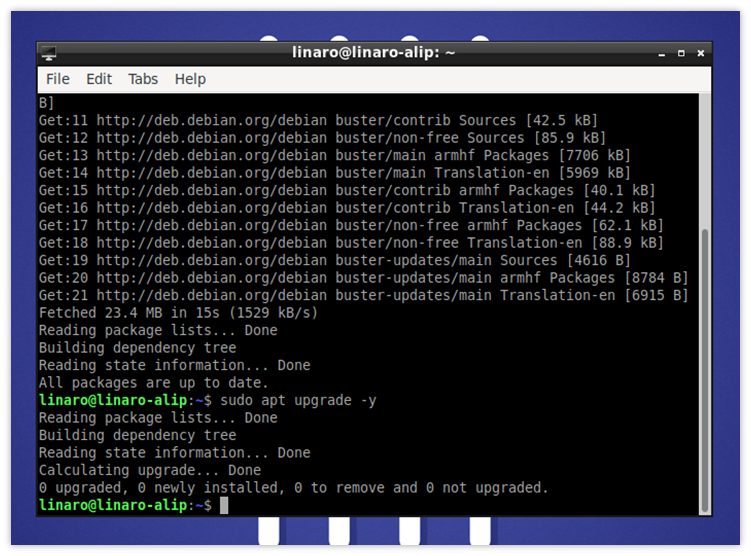 linaro@linaro-alip: ~
File Edit Tabs Help
B]
Get:11 http://deb.debian.org/debian buster/contrib Sources [42.5 kB]
Get:12 http://deb.debian.org/debian buster/non-free Sources [85.9 kB]
Get:13 http://deb.debian.org/debian buster/main armhf Packages [7706 kB]
Get:14 http://deb.debian.org/debian buster/main Translation-en [5969 kB]
Get:15 http://deb.debian.org/debian buster/contrib armhf Packages [40.1 kB]
Get:16 http://deb.debian.org/debian buster/contrib Translation-en [44.2 kB]
Get:17 http://deb.debian.org/debian buster/non-free armhf Packages [62.1 kB]
Get:18 http://deb.debian.org/debian buster/non-free Translation-en [88.9 kB]
Get:19 http://deb.debian.org/debian buster-updates/main Sources [4616 B]
Get:20 http://deb.debian.org/debian buster-updates/main armhf Packages [8784 B]
Get:21 http://deb.debian.org/debian buster-updates/main Translation-en [6915 B]
Fetched 23.4 MB in 15s (1529 kB/s)
Reading package lists... Done
Building dependency tree
Reading state information... Done
All packages are up to date.
linaro@linaro-alip:~$ sudo apt upgrade -y
Reading package lists... Done
Building dependency tree
Reading state information... Done
Calculating upgrade... Done
0 upgraded, 0 newly installed, 0 to remove and 0 not upgraded.
linaro@linaro-alip:~$